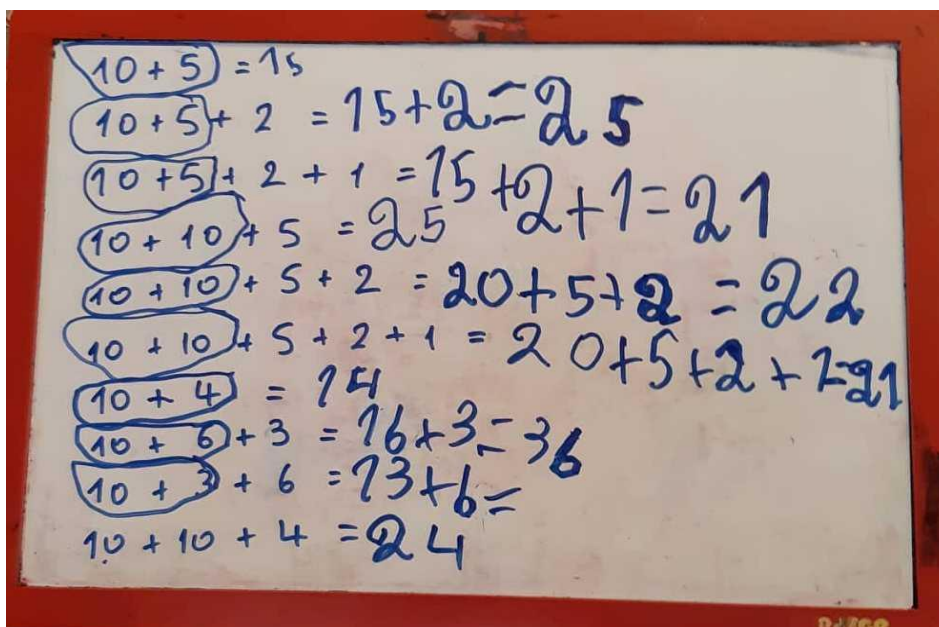 10 + 5 = 15
10 + 5 + 2 = 15 + 2 = 25
10 + 5 + 2 + 1 = 15 + 2 + 1 = 21
10 + 10 + 5 = 25
10 + 10 + 5 + 2 = 20 + 5 + 2 = 22
10 + 10 + 5 + 2 + 1 = 20 + 5 + 2 + 1 = 21
10 + 4 = 14
10 + 6 + 3 = 16 + 3 = 36
10 + 3 + 6 = 13 + 6 =
10 + 10 + 4 = 24